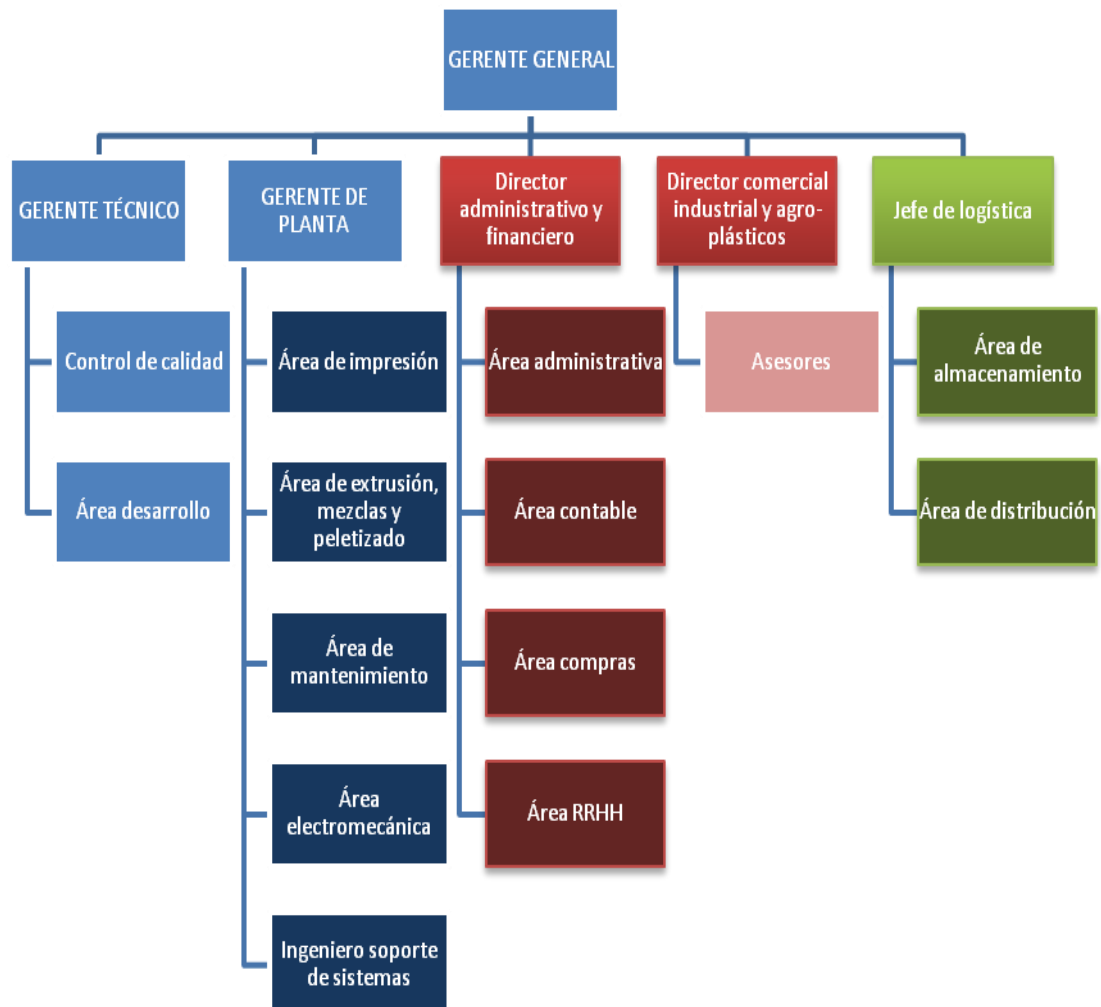 GERENTE GENERAL
GERENTE TÉCNICO
GERENTE DE
PLANTA
Director
administrativo y
financiero
Director comercial
industrial y agro-
plásticos
Jefe de logística
Control de calidad
Área desarrollo
Área de impresión
Área de extrusión,
mezclas y
peletizado
Área de
mantenimiento
Área
electromecánica
Ingeniero soporte
de sistemas
Área administrativa
Área contable
Área compras
Área RRHH
Asesores
Área de
almacenamiento
Área de distribución